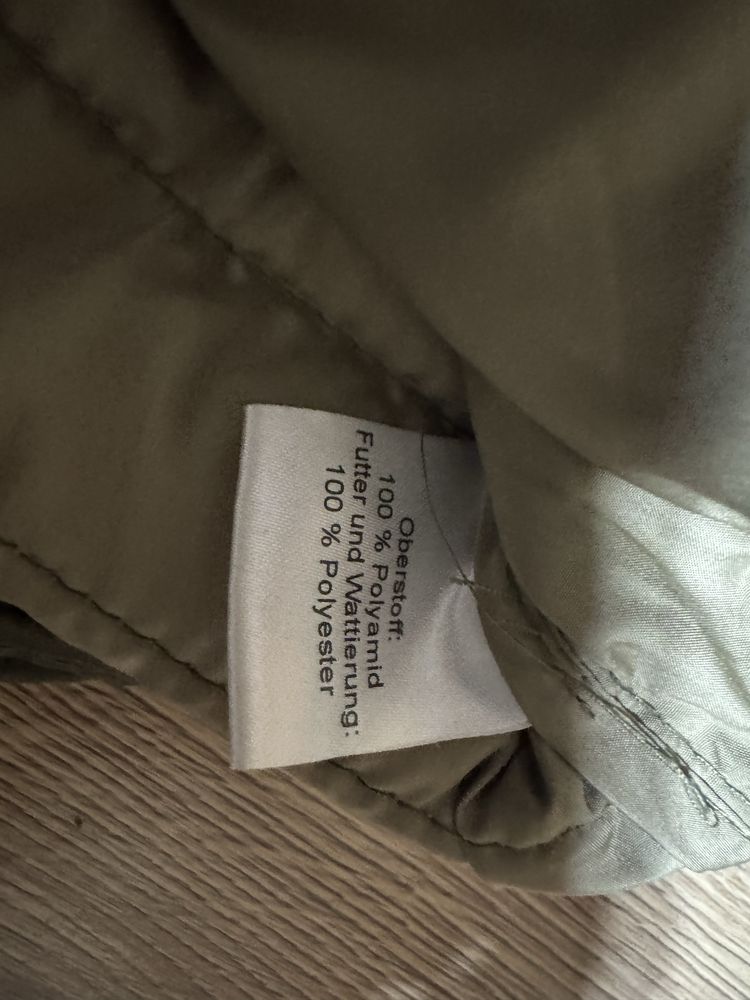 Oberstoff:
100 % Polyamid
Futter und Wattierung:
100 % Polyester